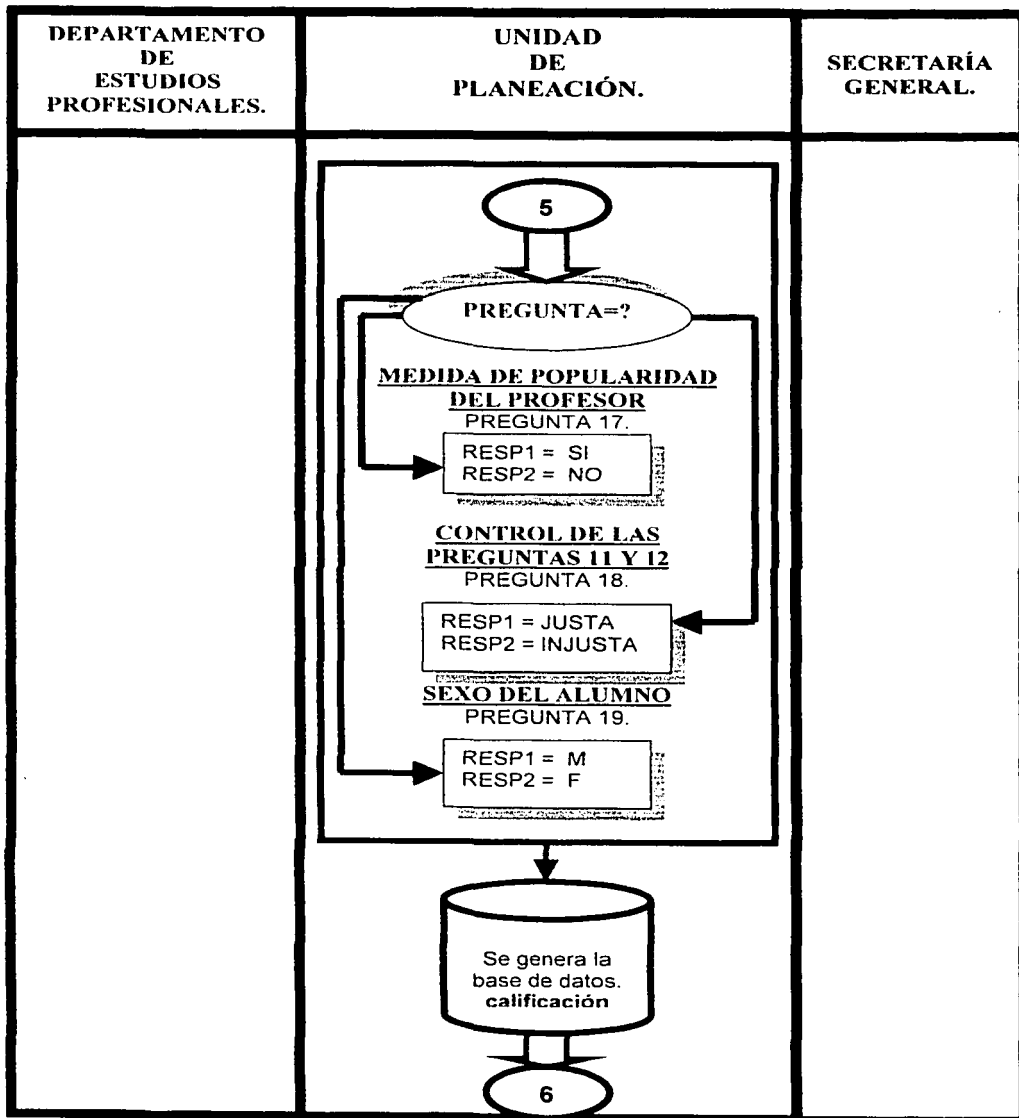 DEPARTAMENTO
DE
ESTUDIOS
PROFESIONALES.
UNIDAD
DE
PLANEACIÓN.
SECRETARÍA
GENERAL.
5
PREGUNTA=?
MEDIDA DE POPULARIDAD
DEL PROFESOR
PREGUNTA 17.
RESP1 = SI
RESP2 = NO
CONTROL DE LAS
PREGUNTAS 11 Y 12
PREGUNTA 18.
RESP1 = JUSTA
RESP2 = INJUSTA
SEXO DEL ALUMNO
PREGUNTA 19.
RESP1 = M
RESP2 = F
Se genera la
base de datos.
calificación
6